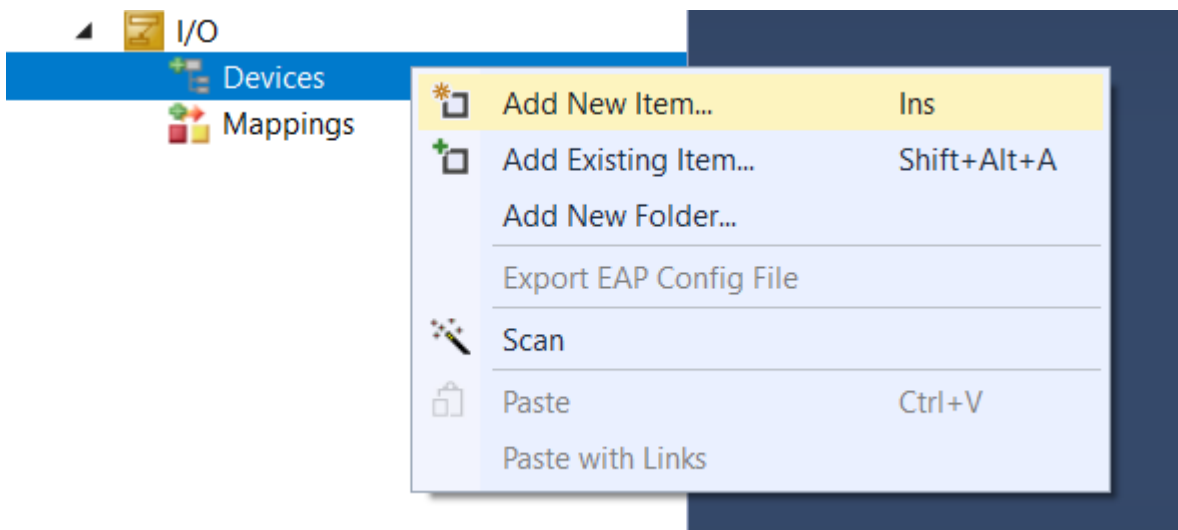 I/O
Devices
Mappings
Add New Item... Ins
Add Existing Item... Shift+Alt+A
Add New Folder...
Export EAP Config File
Scan
Paste Ctrl+V
Paste with Links